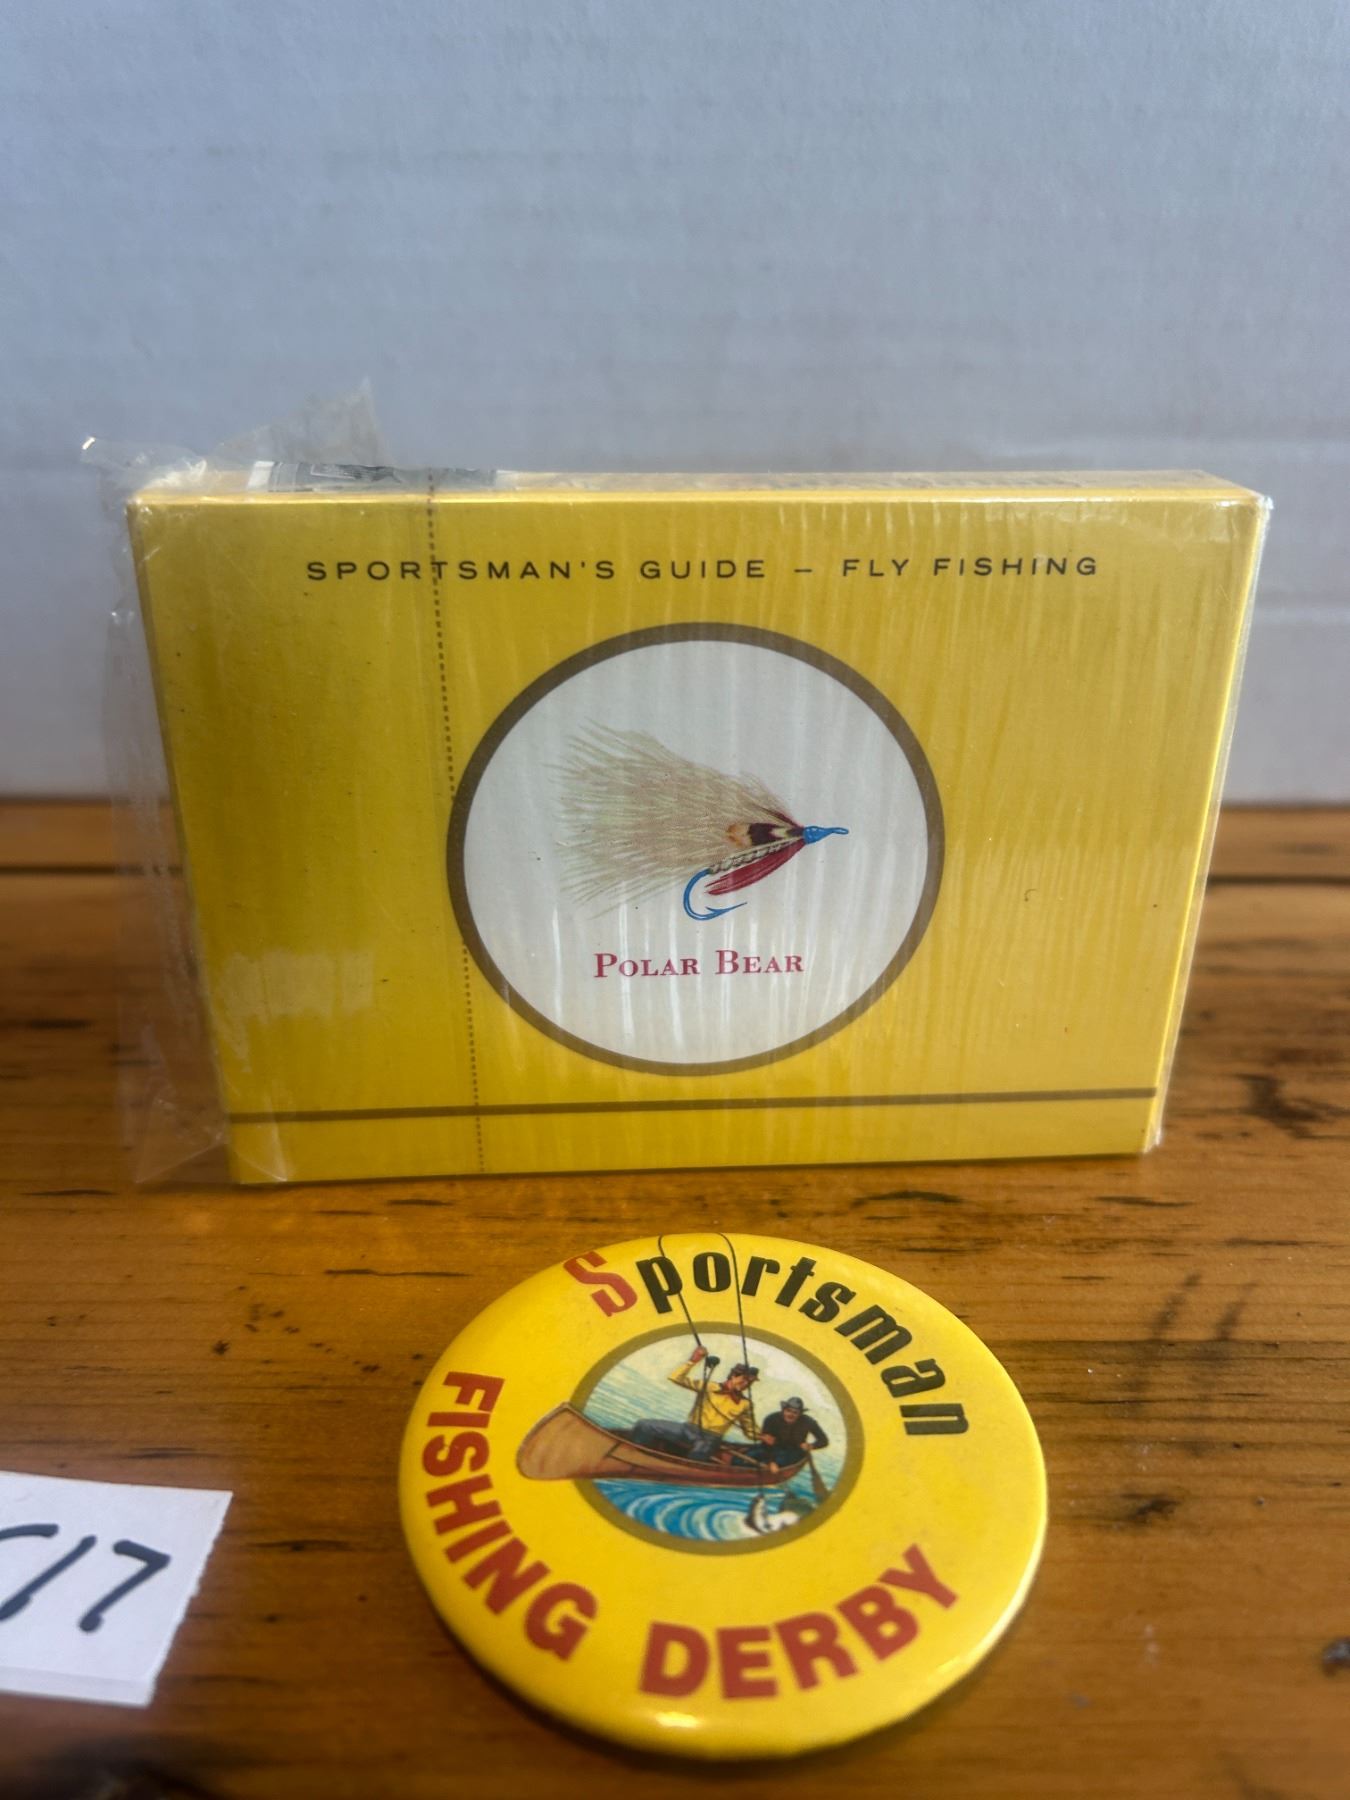 SPORTSMAN'S GUIDE – FLY FISHING
POLAR BEAR
Sportsman
FISHING DERBY